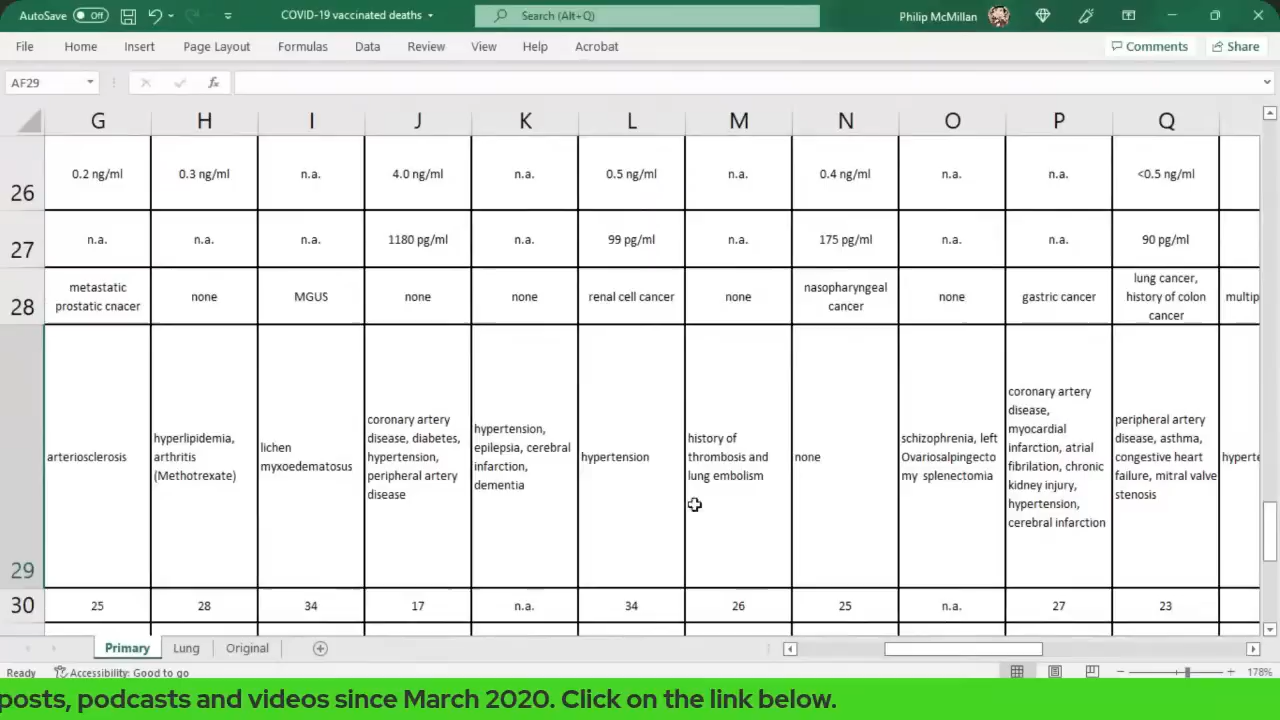 AutoSave Off COVID-19 vaccinated deaths Search (Alt+Q) Philip McMillan
File Home Insert Page Layout Formulas Data Review View Help Acrobat Comments Share
AF29 fx
G H I J K L M N O P Q
26 0.2 ng/ml 0.3 ng/ml n.a. 4.0 ng/ml n.a. 0.5 ng/ml n.a. 0.4 ng/ml n.a. n.a. <0.5 ng/ml
27 n.a. n.a. n.a. 1180 pg/ml n.a. 99 pg/ml n.a. 175 pg/ml n.a. n.a. 90 pg/ml
28
metastatic
prostatic cnacer
none
MGUS
none
none
renal cell cancer
none
nasopharyngeal
cancer
none
gastric cancer
lung cancer,
history of colon
cancer
multip
29
arteriosclerosis
hyperlipidemia,
arthritis
(Methotrexate)
lichen
myxoedematosus
coronary artery
disease, diabetes,
hypertension,
peripheral artery
disease
hypertension,
epilepsia, cerebral
infarction,
dementia
hypertension
history of
thrombosis and
lung embolism
none
schizophrenia, left
Ovariosalpingecto
my splenectomia
coronary artery
disease,
myocardial
infarction, atrial
fibrilation, chronic
kidney injury,
hypertension,
cerebral infarction
peripheral artery
disease, asthma,
congestive heart
failure, mitral valve
stenosis
hyperte
30 25 28 34 17 n.a. 34 26 25 n.a. 27 23
Primary Lung Original
Ready Accessibility: Good to go 178%
posts, podcasts and videos since March 2020. Click on the link below.